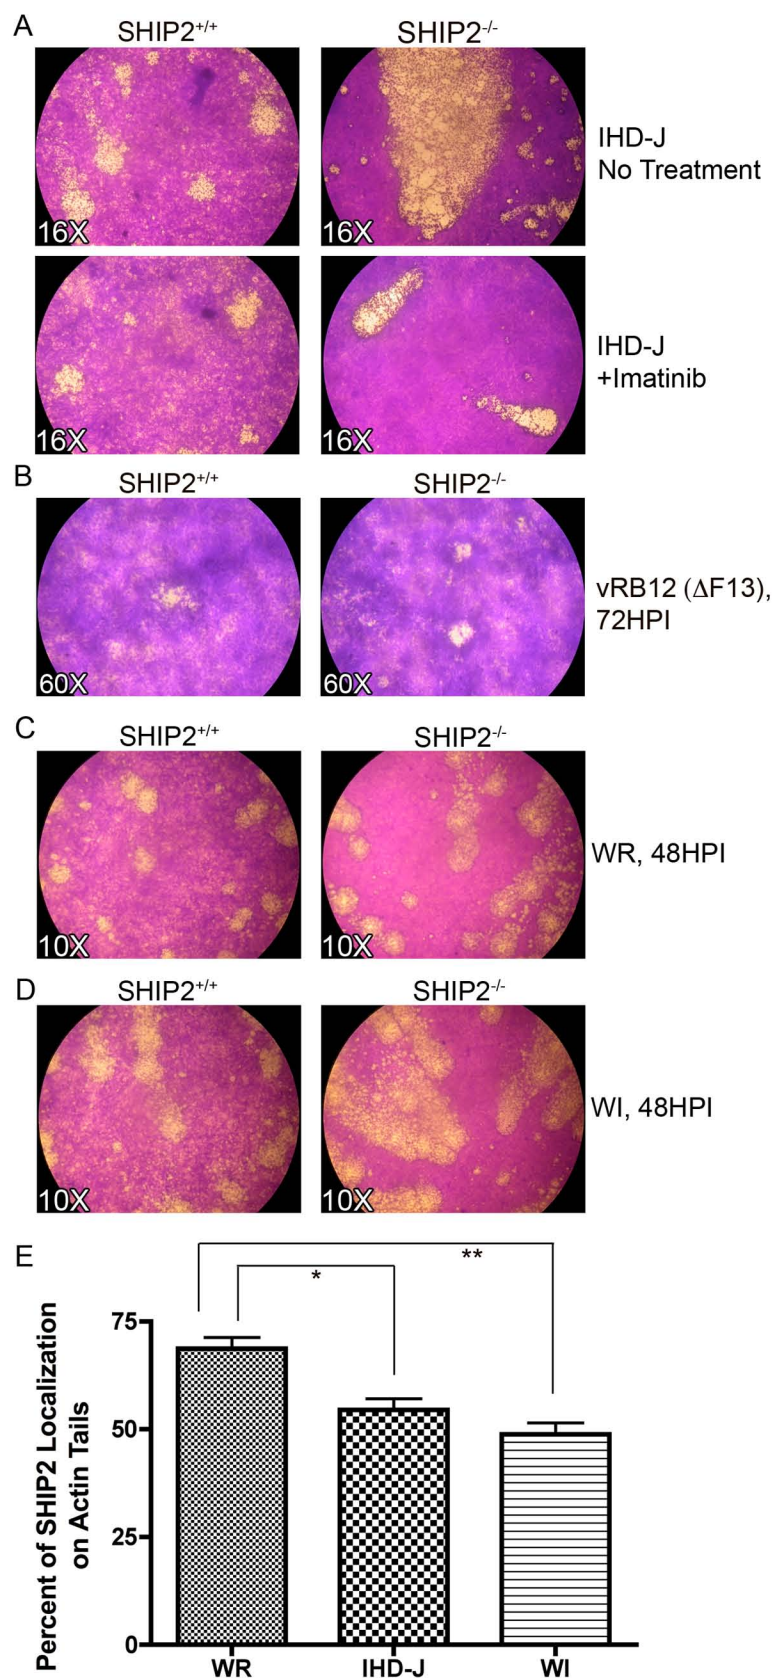 A
SHIP2+/+ SHIP2-/-
16X 16X
IHD-J
No Treatment
16X 16X
IHD-J
+Imatinib
B
SHIP2+/+ SHIP2-/-
60X 60X
vRB12 (ΔF13),
72HPI
C
SHIP2+/+ SHIP2-/-
10X 10X
WR, 48HPI
D
SHIP2+/+ SHIP2-/-
10X 10X
WI, 48HPI
E
**
*
Percent of SHIP2 Localization
on Actin Tails
75
50
25
0
WR IHD-J WI